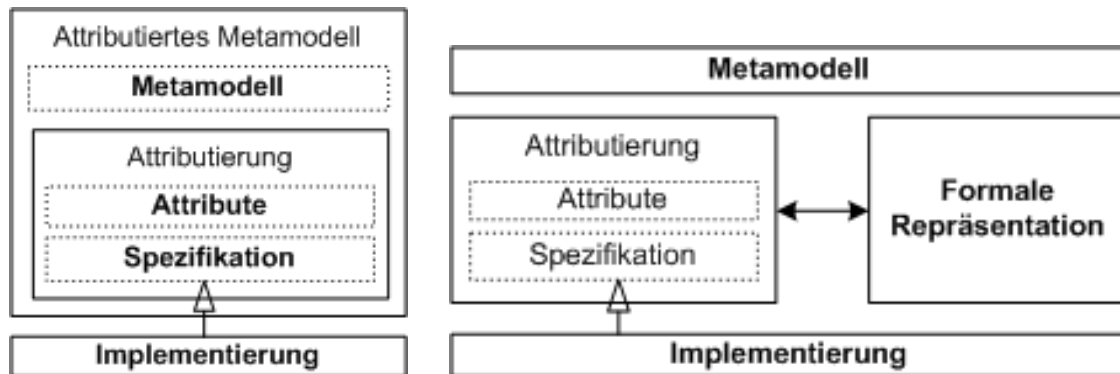 Attributiertes Metamodell
Metamodell
Attributierung
Attribute
Spezifikation
Implementierung
Metamodell
Attributierung
Attribute
Spezifikation
Formale
Repräsentation
Implementierung